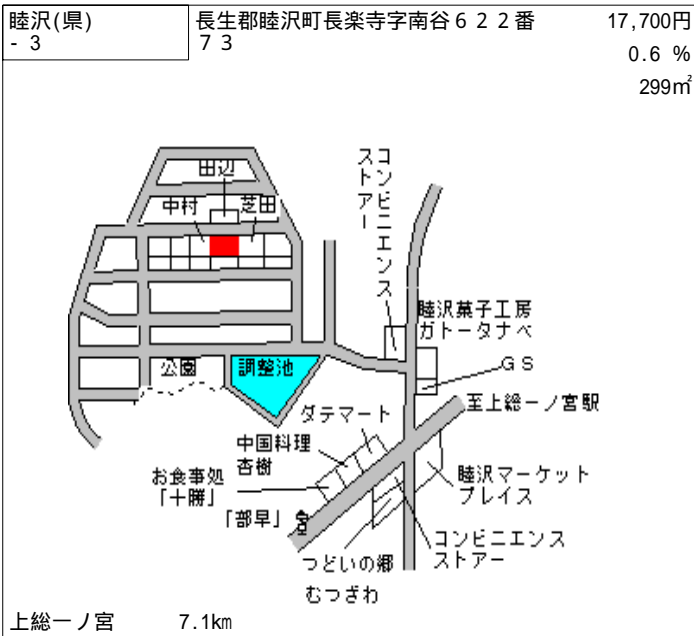 睦沢(県)
- 3
長生郡睦沢町長楽寺字南谷６２２番
７３
17,700円
0.6 %
299㎡
田辺
中村
芝田
コンビニエンス
ストアー
睦沢菓子工房
ガトータナベ
ＧＳ
公園
調整池
至上総一ノ宮駅
ダテマート
中国料理
杏樹
お食事処
「十勝」
睦沢マーケット
プレイス
「部早」
コンビニエンス
ストアー
つどいの郷
むつざわ
上総一ノ宮
7.1km